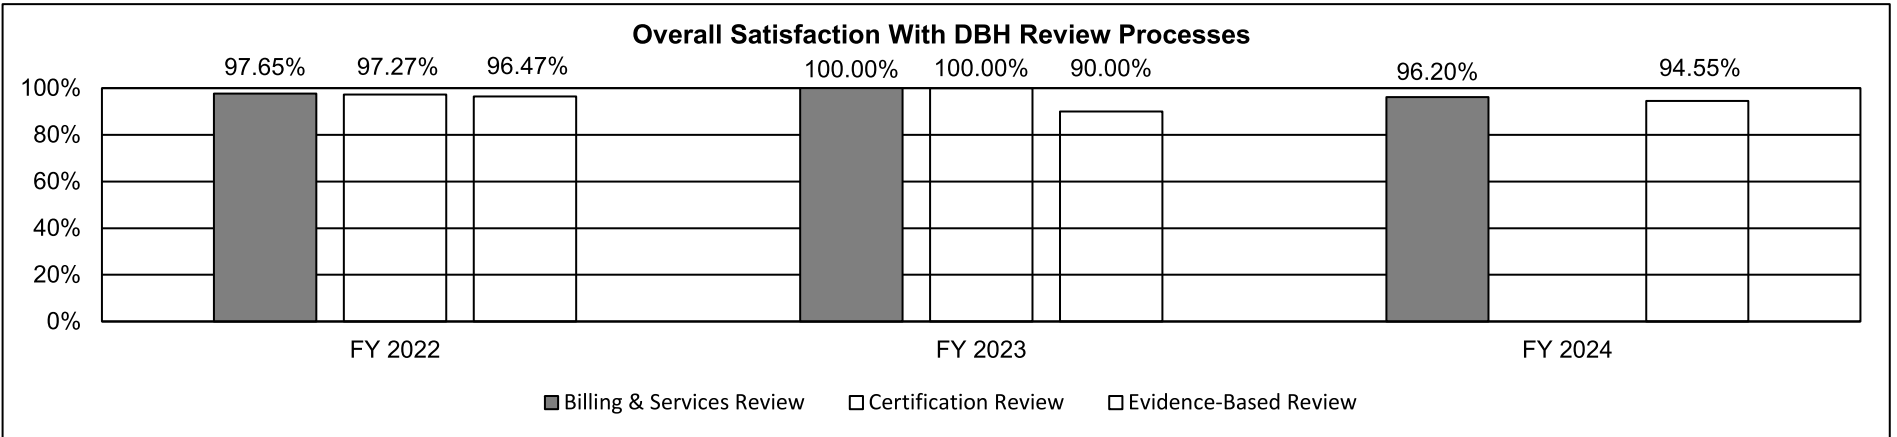 Overall Satisfaction With DBH Review Processes
97.65% 97.27% 96.47% 100.00% 100.00% 90.00% 96.20% 94.55%
100%
80%
60%
40%
20%
0%
FY 2022 FY 2023 FY 2024
Billing & Services Review Certification Review Evidence-Based Review